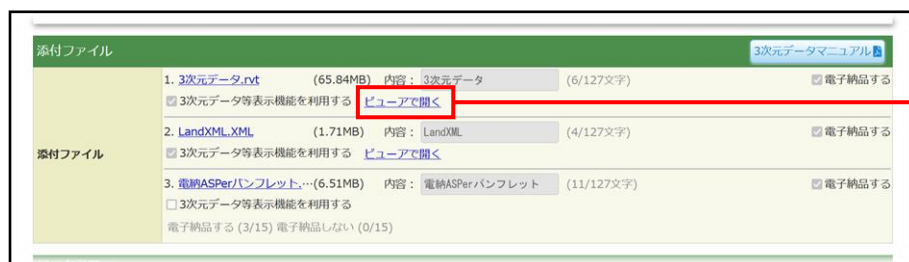 添付ファイル 3次元データマニュアル
1. 3次元データ.rvt (65.84MB) 内容： 3次元データ (6/127文字) 電子納品する
3次元データ等表示機能を利用する ビューアで開く
2. LandXML.XML (1.71MB) 内容： LandXML (4/127文字) 電子納品する
添付ファイル
3次元データ等表示機能を利用する ビューアで開く
3. 電納ASPerパンフレット.…(6.51MB) 内容： 電納ASPerパンフレット (11/127文字) 電子納品する
3次元データ等表示機能を利用する
電子納品する (3/15) 電子納品しない (0/15)